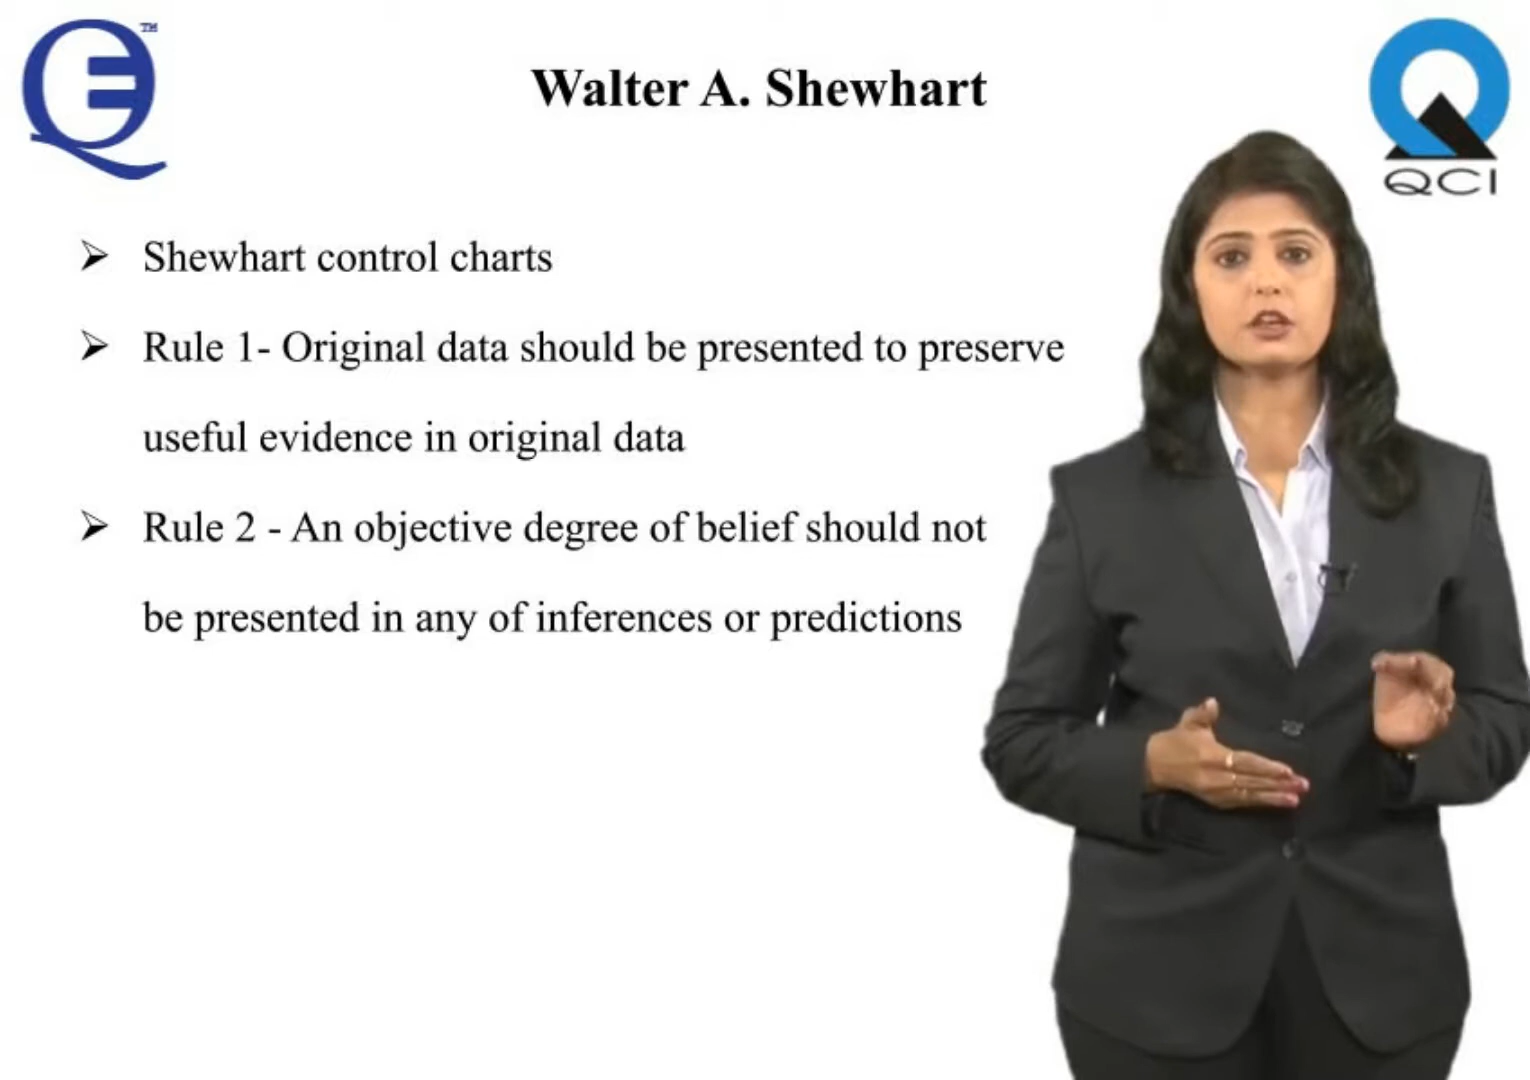 TM
Walter A. Shewhart
QCI
➤ Shewhart control charts
➤ Rule 1- Original data should be presented to preserve
useful evidence in original data
➤ Rule 2 - An objective degree of belief should not
be presented in any of inferences or predictions